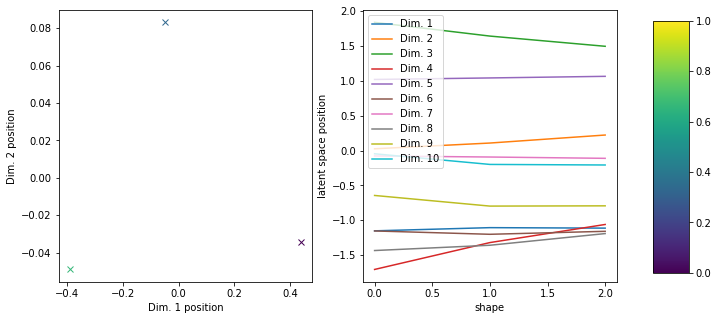 0.08
0.06
0.04
0.02
0.00
−0.02
−0.04
−0.4
−0.2
0.0
0.2
0.4
Dim. 2 position
Dim. 1 position
2.0
1.5
1.0
0.5
0.0
−0.5
−1.0
−1.5
0.0
0.5
1.0
1.5
2.0
latent space position
shape
Dim. 1
Dim. 2
Dim. 3
Dim. 4
Dim. 5
Dim. 6
Dim. 7
Dim. 8
Dim. 9
Dim. 10
1.0
0.8
0.6
0.4
0.2
0.0